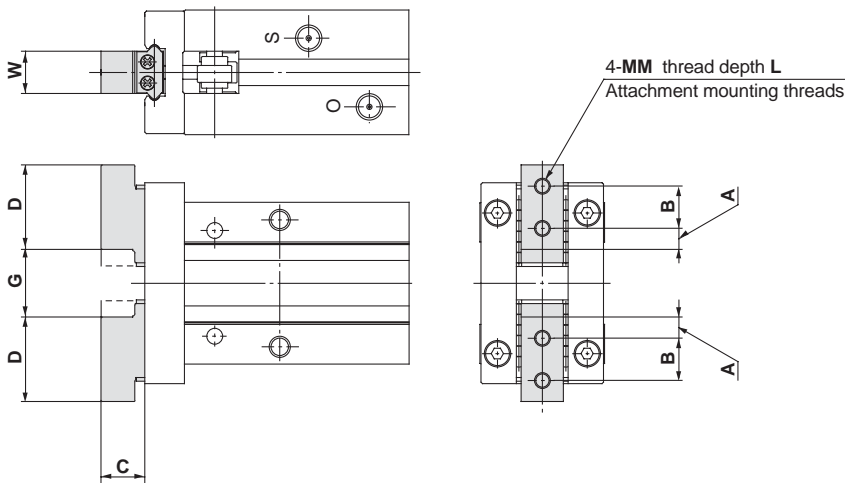 W
S
O
4-MM thread depth L
Attachment mounting threads
D
G
D
C
B
A
B
A